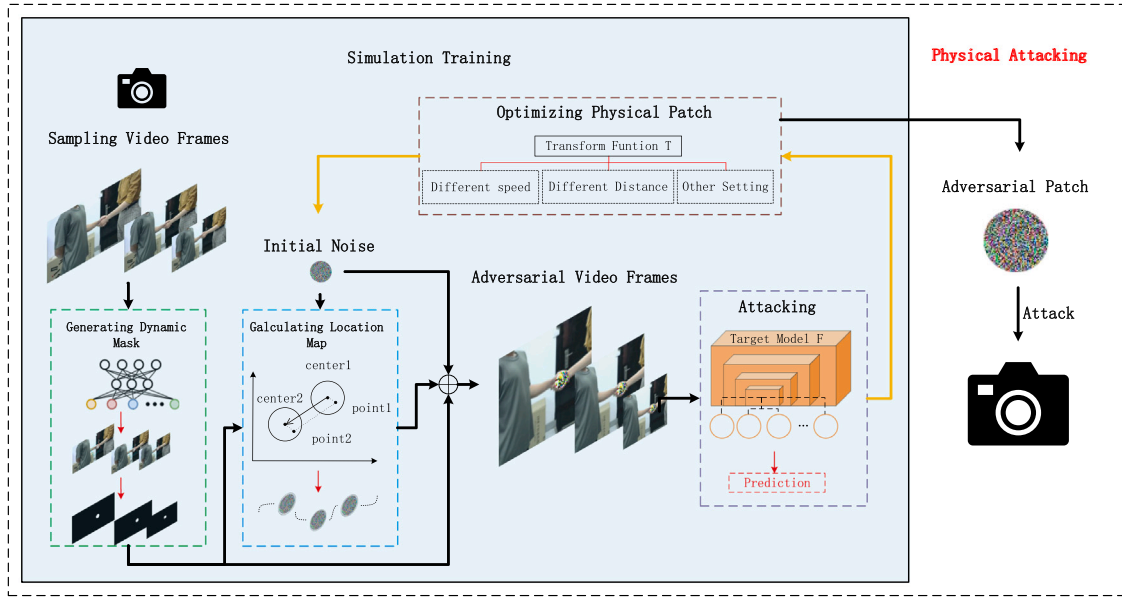 Simulation Training
Physical Attacking
Sampling Video Frames
Optimizing Physical Patch
Transform Funtion T
Different speed
Different Distance
Other Setting
Adversarial Patch
Initial Noise
Adversarial Video Frames
Attack
Generating Dynamic
Mask
Galculating Location
Map
center1
center2
point1
point2
Attacking
Target Model F
...
Prediction